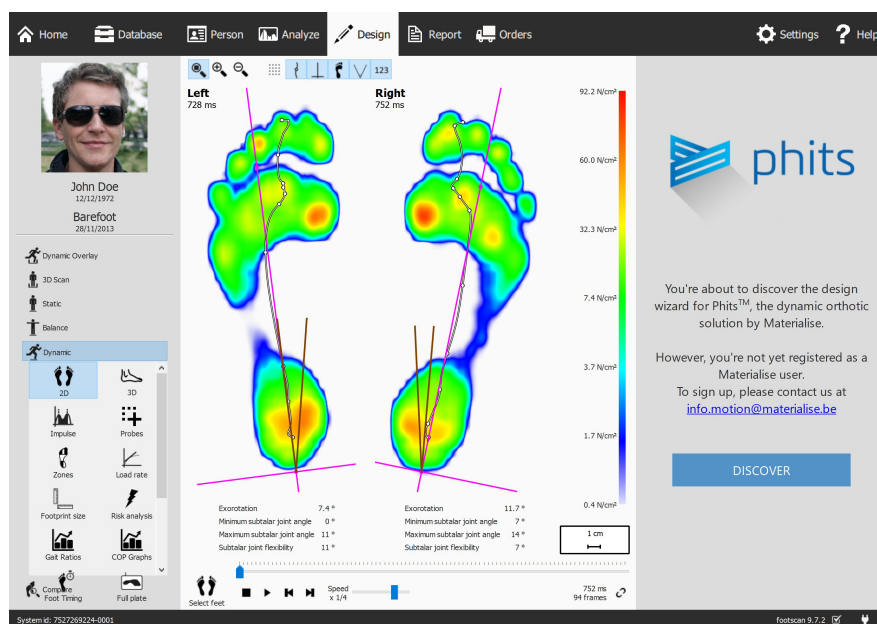 Home
Database
Person
Analyze
Design
Report
Orders
Settings
Help
John Doe
12/12/1972
Barefoot
28/11/2013
Dynamic Overlay
3D Scan
Static
Balance
Dynamic
2D
3D
Impulse
Probes
Zones
Load rate
Footprint size
Risk analysis
Gait Ratios
COP Graphs
Compare
Foot Timing
Full plate
123
Left
728 ms
Right
752 ms
92.2 N/cm²
60.0 N/cm²
32.3 N/cm²
7.4 N/cm²
3.7 N/cm²
1.7 N/cm²
0.4 N/cm²
Exorotation 7.4 °
Minimum subtalar joint angle 0 °
Maximum subtalar joint angle 11 °
Subtalar joint flexibility 11 °
Exorotation 11.7 °
Minimum subtalar joint angle 7 °
Maximum subtalar joint angle 14 °
Subtalar joint flexibility 7 °
1 cm
Select feet
Speed
x 1/4
752 ms
94 frames
phits
You're about to discover the design
wizard for Phits™, the dynamic orthotic
solution by Materialise.
However, you're not yet registered as a
Materialise user.
To sign up, please contact us at
info.motion@materialise.be
DISCOVER
System id: 7527269224-0001
footscan 9.7.2